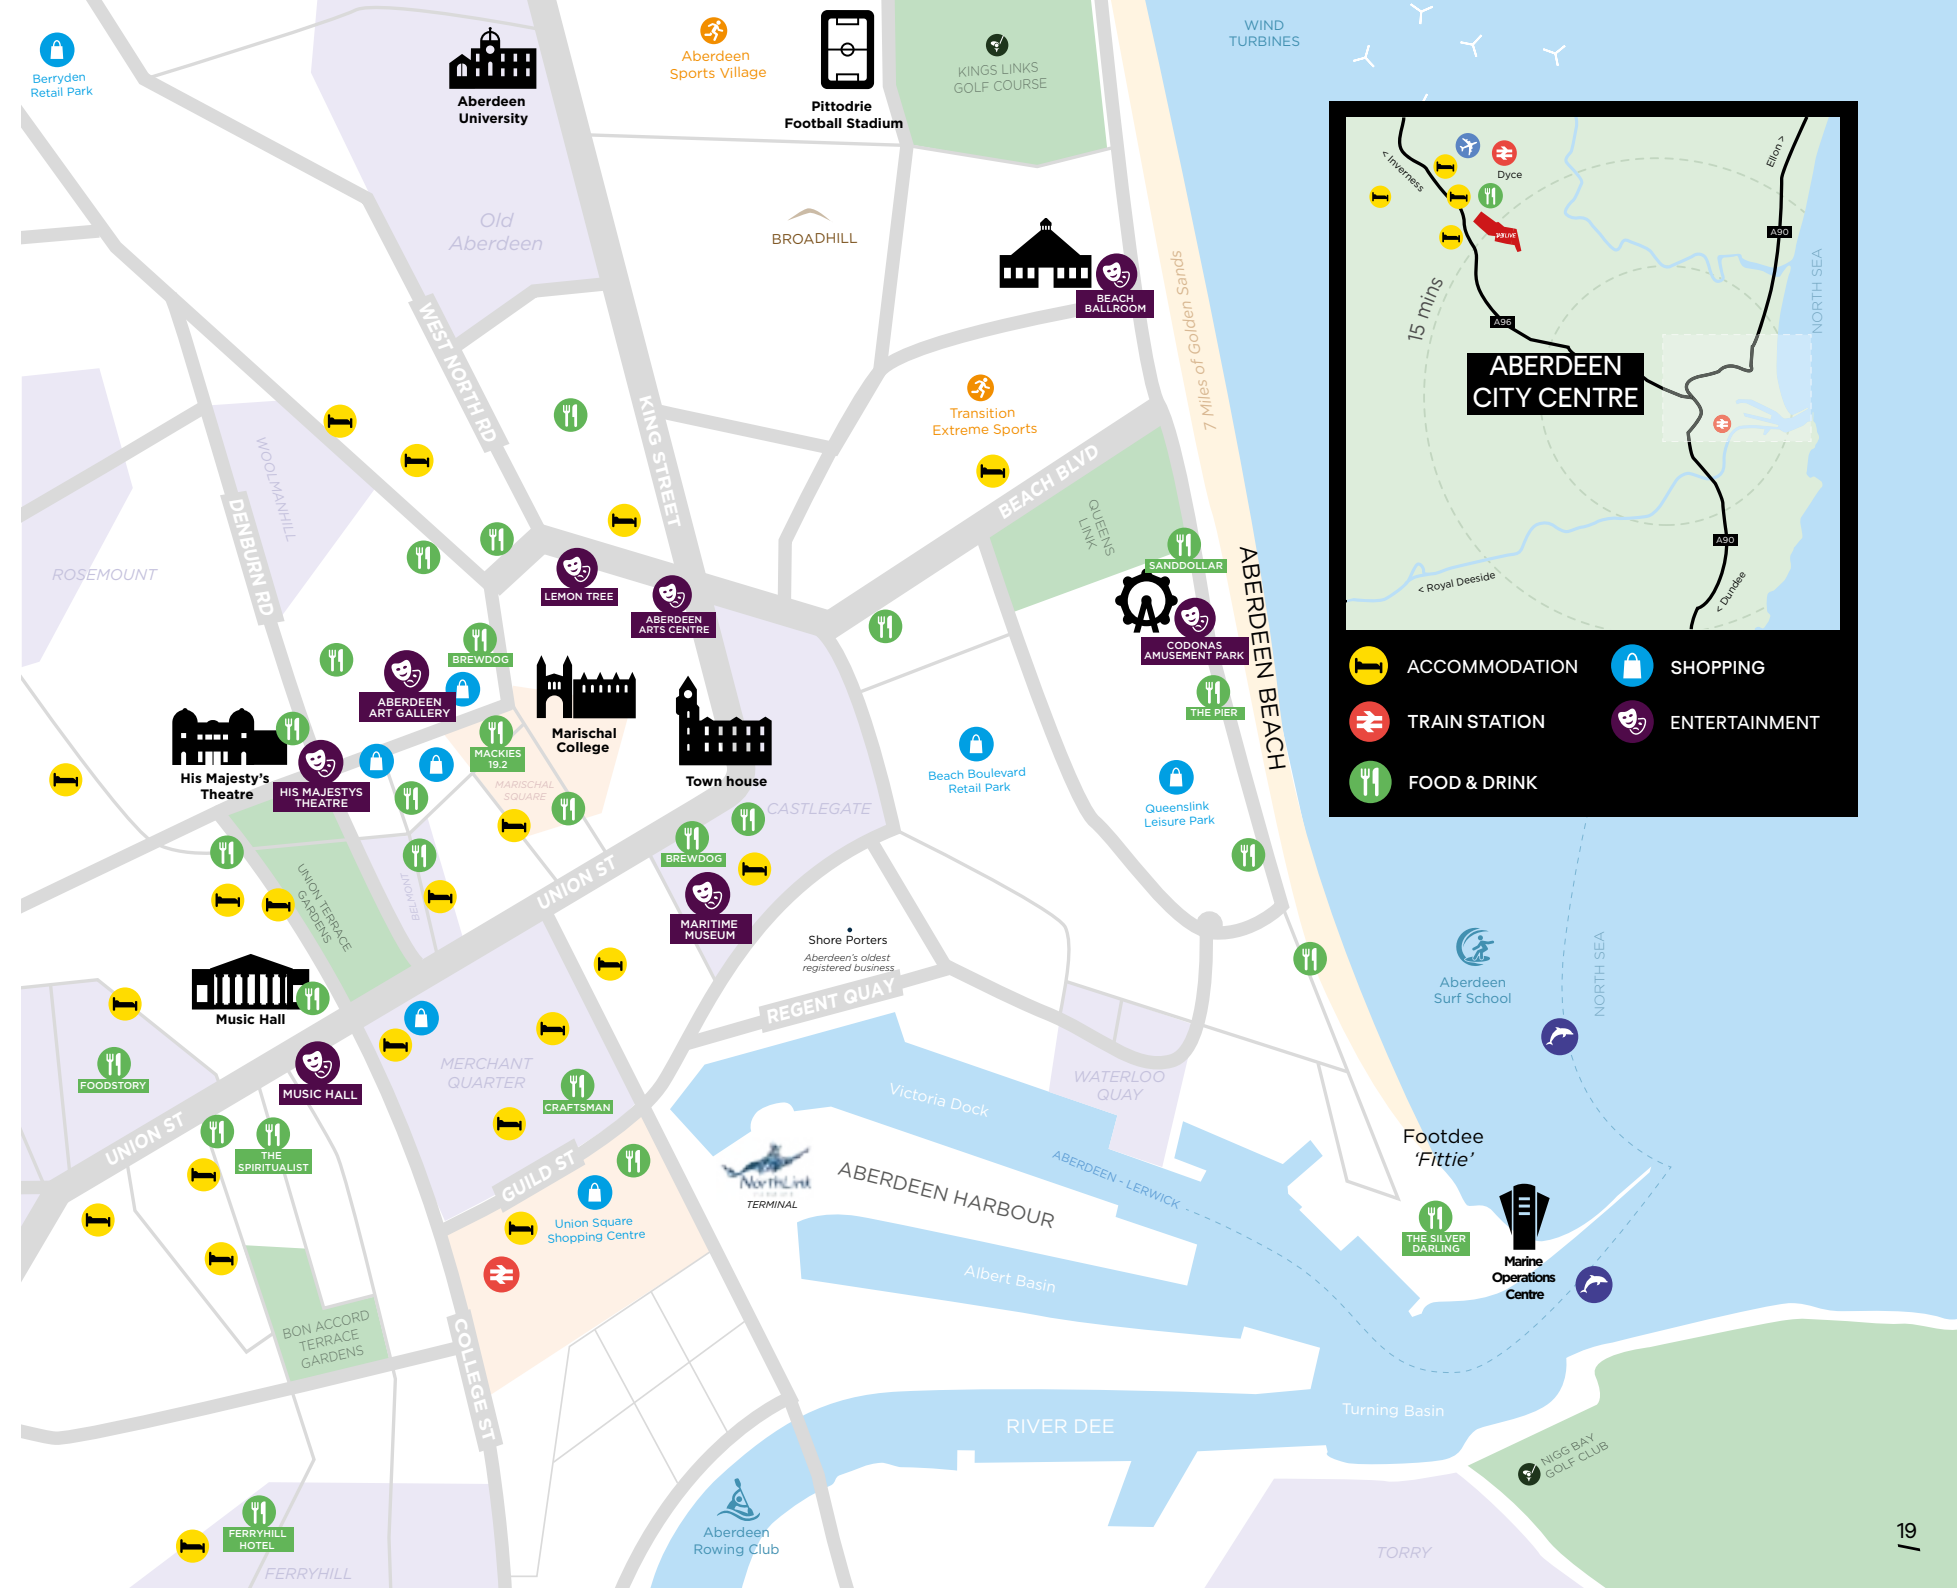 WIND
TURBINES
Berryden
Retail Park
Aberdeen
University
Aberdeen
Sports Village
Pittodrie
Football Stadium
KINGS LINKS
GOLF COURSE
Old
Aberdeen
BROADHILL
BEACH
BALLROOM
7 Miles of Golden Sands
WEST NORTH RD
KING STREET
Transition
Extreme Sports
BEACH BLVD
QUEENS
LINK
WOOLMANHILL
DENBURN RD
ROSEMOUNT
LEMON TREE
ABERDEEN
ARTS CENTRE
SANDDOLLAR
CODONAS
AMUSEMENT PARK
THE PIER
ABERDEEN BEACH
BREWDOG
ABERDEEN
ART GALLERY
Marischal
College
MACKIES
19.2
MARISCHAL
SQUARE
Town house
His Majesty's
Theatre
HIS MAJESTYS
THEATRE
CASTLEGATE
Beach Boulevard
Retail Park
Queenslink
Leisure Park
BREWDOG
MARITIME
MUSEUM
UNION ST
BELMONT
UNION TERRACE
GARDENS
Shore Porters
Aberdeen's oldest
registered business
REGENT QUAY
Music Hall
MUSIC HALL
FOODSTORY
MERCHANT
QUARTER
CRAFTSMAN
UNION ST
THE
SPIRITUALIST
GUILD ST
Union Square
Shopping Centre
WATERLOO
QUAY
Victoria Dock
ABERDEEN - LERWICK
NorthLink
TERMINAL
ABERDEEN HARBOUR
Albert Basin
Footdee
'Fittie'
THE SILVER
DARLING
Marine
Operations
Centre
Aberdeen
Surf School
NORTH SEA
BON ACCORD
TERRACE
GARDENS
COLLEGE ST
RIVER DEE
Turning Basin
NIGG BAY
GOLF CLUB
Aberdeen
Rowing Club
FERRYHILL
HOTEL
FERRYHILL
TORRY
19
< Inverness
Dyce
Ellon >
A90
NORTH SEA
15 mins
A96
ABERDEEN
CITY CENTRE
A90
< Royal Deeside
< Dundee
ACCOMMODATION
SHOPPING
TRAIN STATION
ENTERTAINMENT
FOOD & DRINK